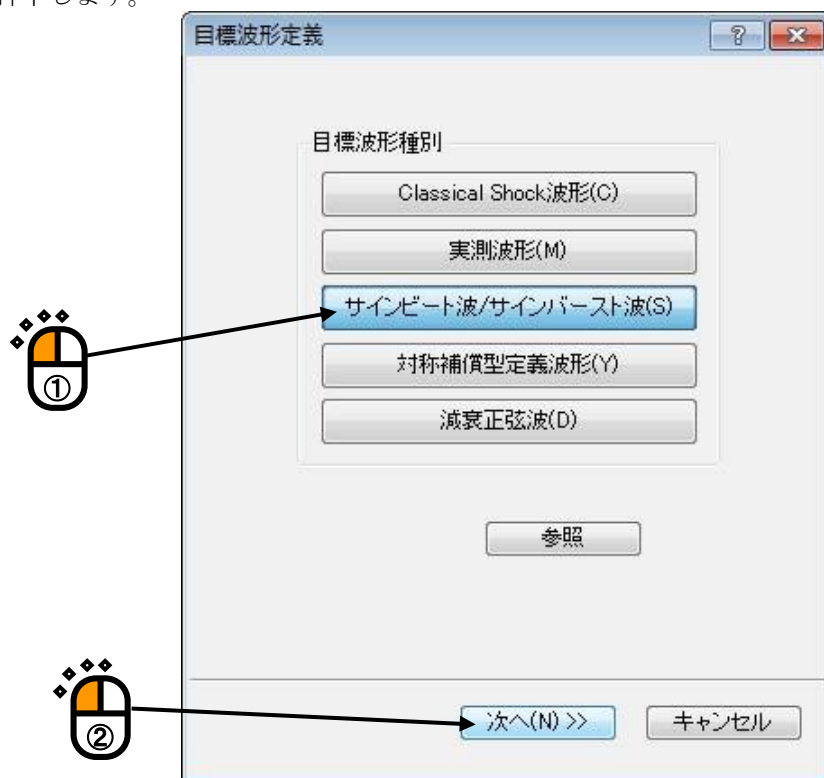 目標波形定義
目標波形種別
Classical Shock波形(C)
実測波形(M)
サインビート波/サインバースト波(S)
①
対称補償型定義波形(Y)
減衰正弦波(D)
参照
②
次へ(N) >>
キャンセル